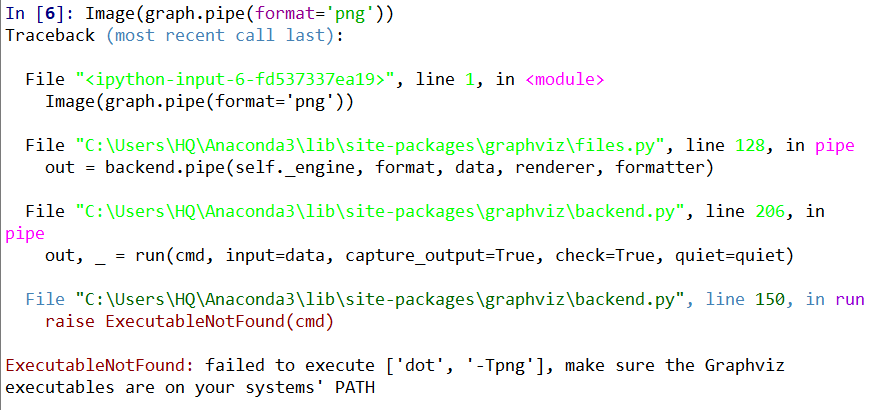 In [6]: Image(graph.pipe(format='png'))
Traceback (most recent call last):
File "<ipython-input-6-fd537337ea19>", line 1, in <module>
Image(graph.pipe(format='png'))
File "C:\Users\HQ\Anaconda3\lib\site-packages\graphviz\files.py", line 128, in pipe
out = backend.pipe(self._engine, format, data, renderer, formatter)
File "C:\Users\HQ\Anaconda3\lib\site-packages\graphviz\backend.py", line 206, in
pipe
out, _ = run(cmd, input=data, capture_output=True, check=True, quiet=quiet)
File "C:\Users\HQ\Anaconda3\lib\site-packages\graphviz\backend.py", line 150, in run
raise ExecutableNotFound(cmd)
ExecutableNotFound: failed to execute ['dot', '-Tpng'], make sure the Graphviz
executables are on your systems' PATH